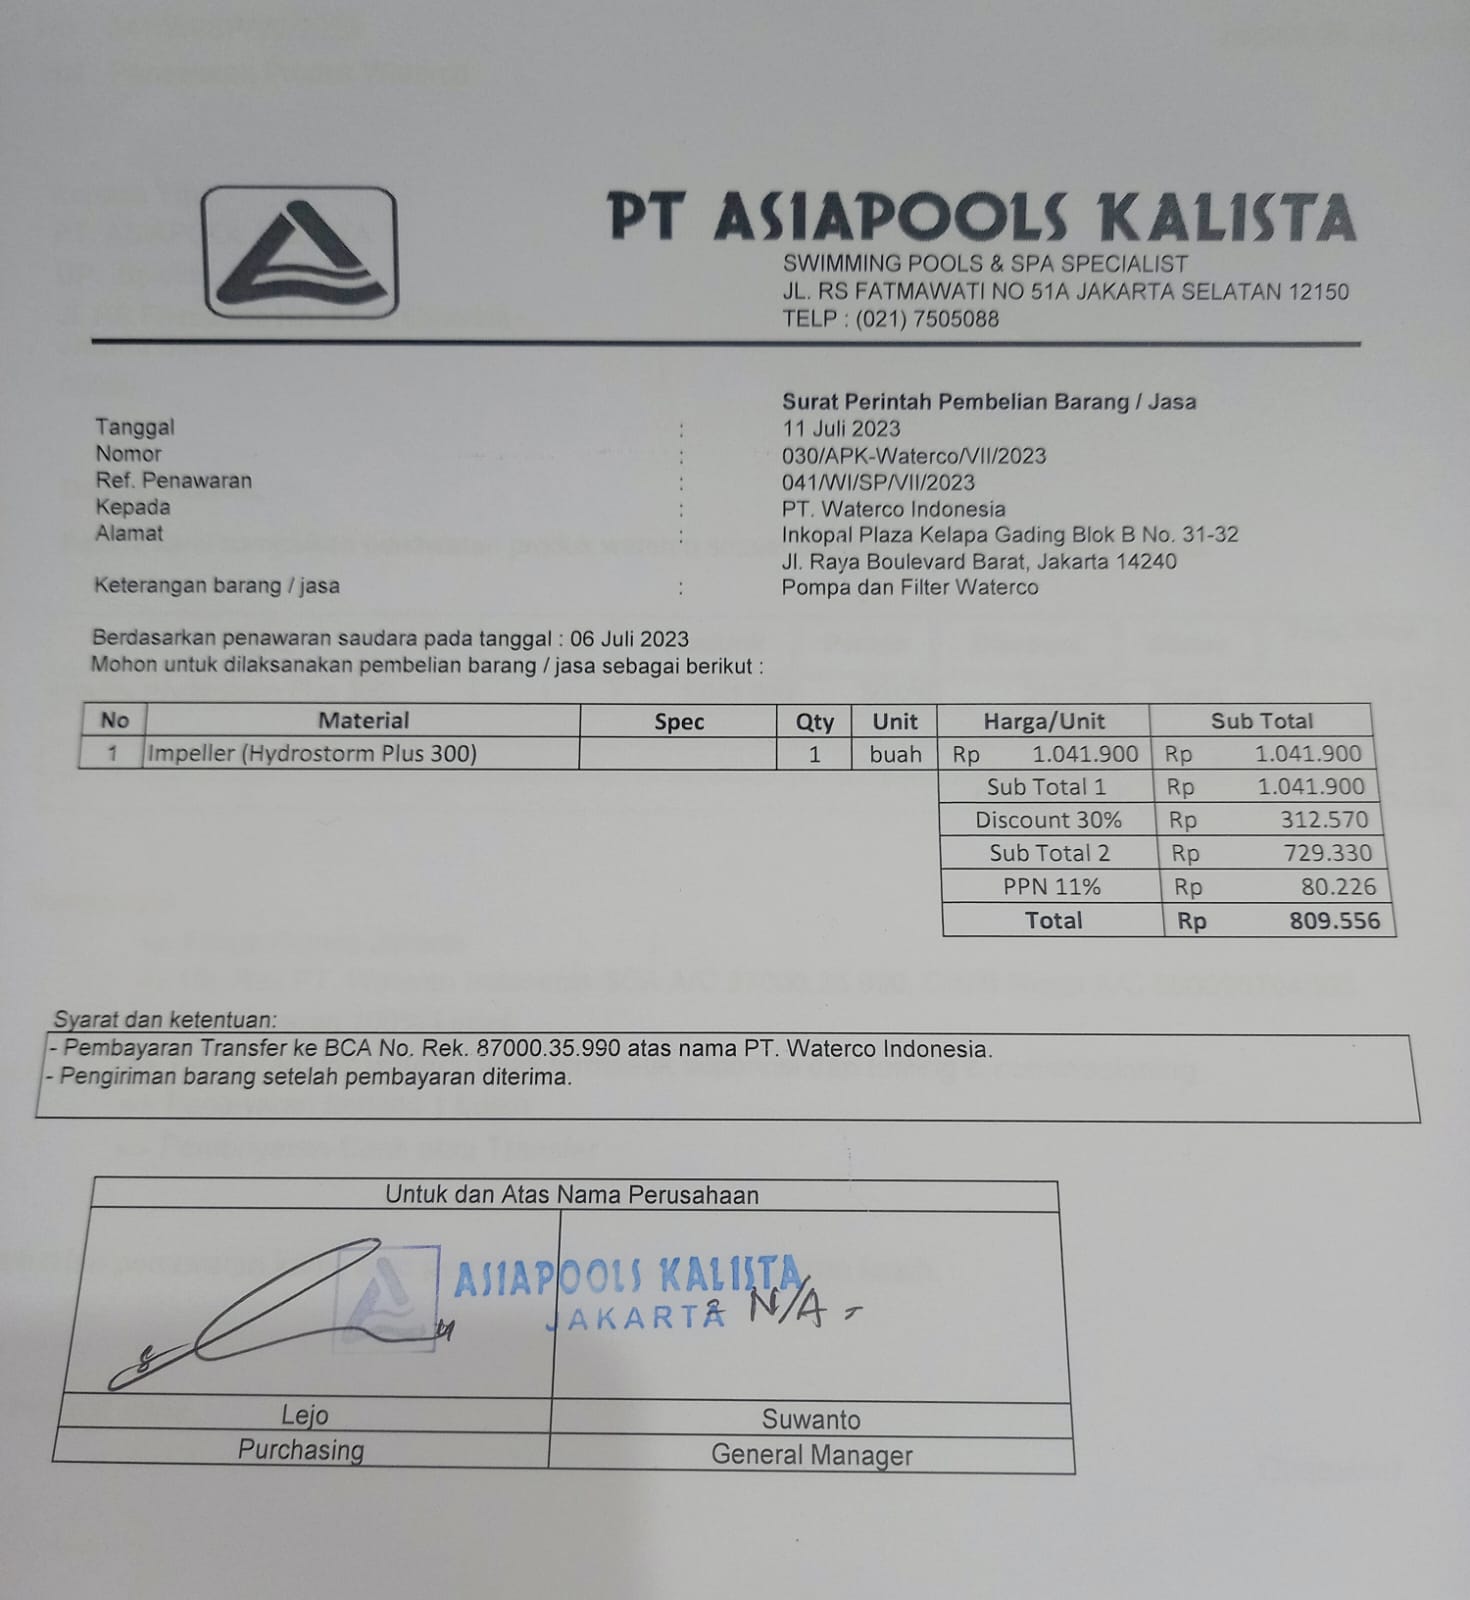 PT ASIAPOOLS KALISTA
SWIMMING POOLS & SPA SPECIALIST
JL. RS FATMAWATI NO 51A JAKARTA SELATAN 12150
TELP : (021) 7505088
Surat Perintah Pembelian Barang / Jasa
Tanggal : 11 Juli 2023
Nomor : 030/APK-Waterco/VII/2023
Ref. Penawaran : 041/WI/SP/VII/2023
Kepada : PT. Waterco Indonesia
Alamat : Inkopal Plaza Kelapa Gading Blok B No. 31-32
Jl. Raya Boulevard Barat, Jakarta 14240
Keterangan barang / jasa : Pompa dan Filter Waterco
Berdasarkan penawaran saudara pada tanggal : 06 Juli 2023
Mohon untuk dilaksanakan pembelian barang / jasa sebagai berikut :
No Material Spec Qty Unit Harga/Unit Sub Total
1 Impeller (Hydrostorm Plus 300) 1 buah Rp 1.041.900 Rp 1.041.900
Sub Total 1 Rp 1.041.900
Discount 30% Rp 312.570
Sub Total 2 Rp 729.330
PPN 11% Rp 80.226
Total Rp 809.556
Syarat dan ketentuan:
- Pembayaran Transfer ke BCA No. Rek. 87000.35.990 atas nama PT. Waterco Indonesia.
- Pengiriman barang setelah pembayaran diterima.
Untuk dan Atas Nama Perusahaan
ASIAPOOLS KALISTA
JAKARTA
N/A -
Lejo Suwanto
Purchasing General Manager